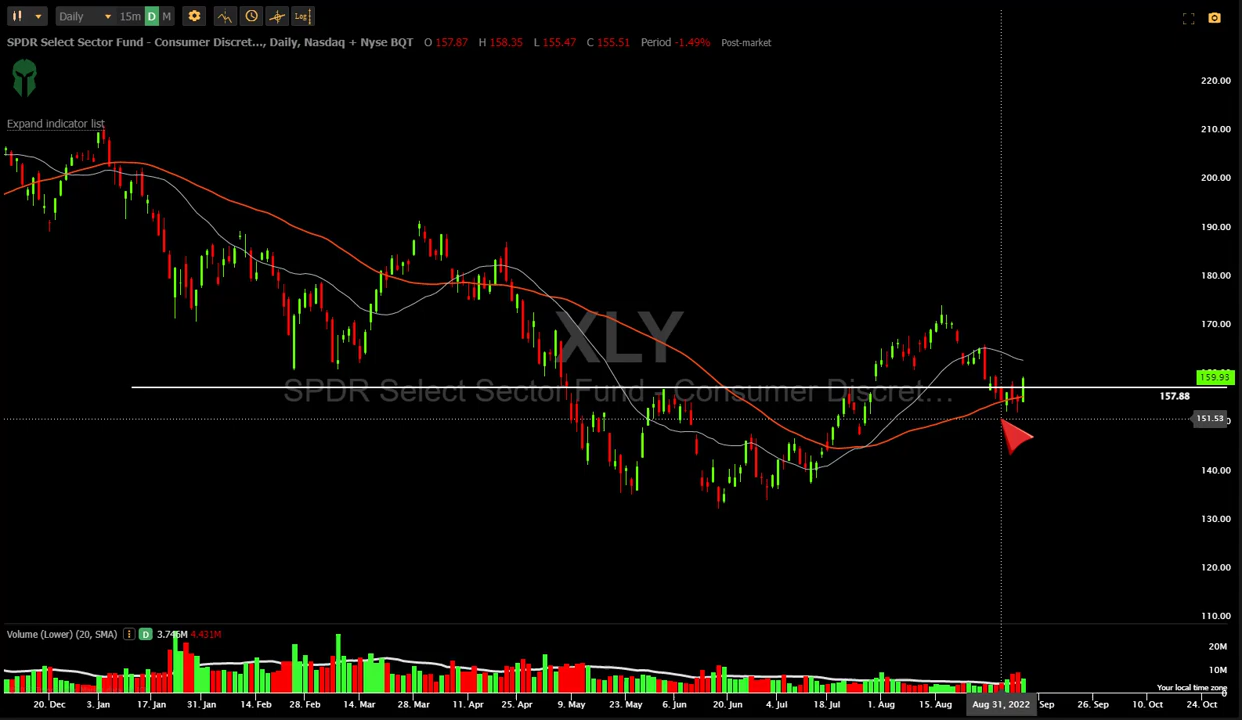 Daily 15m D M Log
SPDR Select Sector Fund - Consumer Discret..., Daily, Nasdaq + Nyse BQT O 157.87 H 158.35 L 155.47 C 155.51 Period -1.49% Post-market
Expand indicator list
220.00
210.00
200.00
190.00
180.00
170.00
159.93
157.88
151.53
140.00
130.00
120.00
110.00
XLY
SPDR Select Sector Fund - Consumer Discret...
Volume (Lower) (20, SMA) D 3.746M 4.431M
20M
10M
0
Your local time zone
20. Dec 3. Jan 17. Jan 31. Jan 14. Feb 28. Feb 14. Mar 28. Mar 11. Apr 25. Apr 9. May 23. May 6. Jun 20. Jun 4. Jul 18. Jul 1. Aug 15. Aug Aug 31, 2022 Sep 26. Sep 10. Oct 24. Oct